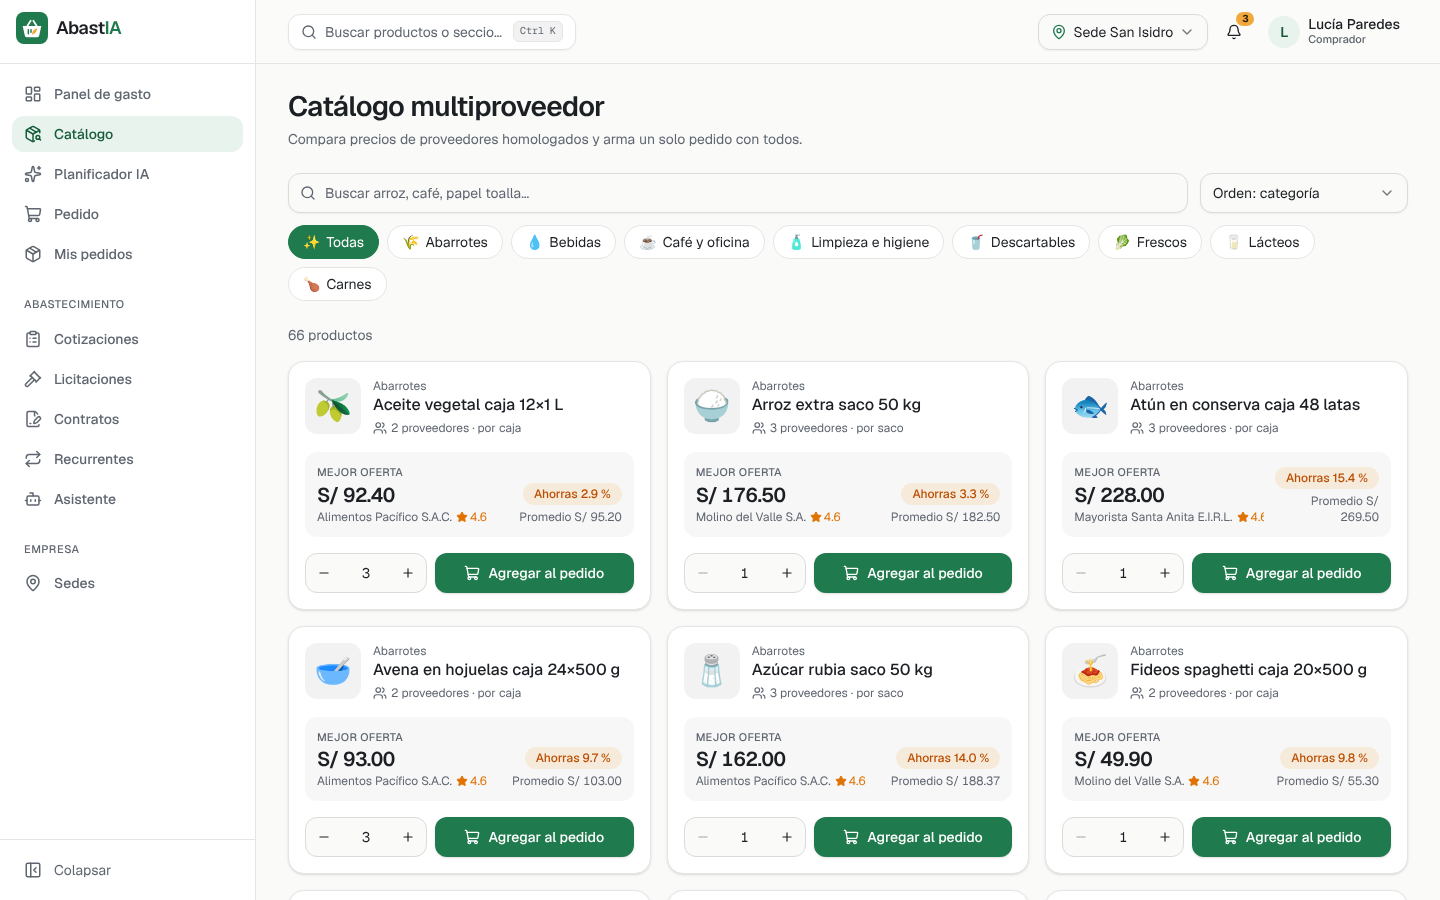 AbastIA
Buscar productos o seccio... Ctrl K
Sede San Isidro
3
L
Lucía Paredes
Comprador
Panel de gasto
Catálogo
Planificador IA
Pedido
Mis pedidos
ABASTECIMIENTO
Cotizaciones
Licitaciones
Contratos
Recurrentes
Asistente
EMPRESA
Sedes
Colapsar
Catálogo multiproveedor
Compara precios de proveedores homologados y arma un solo pedido con todos.
Buscar arroz, café, papel toalla...
Orden: categoría
Todas Abarrotes Bebidas Café y oficina Limpieza e higiene Descartables Frescos Lácteos
Carnes
66 productos
Abarrotes
Aceite vegetal caja 12×1 L
2 proveedores · por caja
MEJOR OFERTA
S/ 92.40
Ahorras 2.9 %
Alimentos Pacífico S.A.C. 4.6
Promedio S/ 95.20
3
Agregar al pedido
Abarrotes
Arroz extra saco 50 kg
3 proveedores · por saco
MEJOR OFERTA
S/ 176.50
Ahorras 3.3 %
Molino del Valle S.A. 4.6
Promedio S/ 182.50
1
Agregar al pedido
Abarrotes
Atún en conserva caja 48 latas
3 proveedores · por caja
MEJOR OFERTA
S/ 228.00
Ahorras 15.4 %
Mayorista Santa Anita E.I.R.L. 4.6
Promedio S/
269.50
1
Agregar al pedido
Abarrotes
Avena en hojuelas caja 24×500 g
2 proveedores · por caja
MEJOR OFERTA
S/ 93.00
Ahorras 9.7 %
Alimentos Pacífico S.A.C. 4.6
Promedio S/ 103.00
3
Agregar al pedido
Abarrotes
Azúcar rubia saco 50 kg
3 proveedores · por saco
MEJOR OFERTA
S/ 162.00
Ahorras 14.0 %
Alimentos Pacífico S.A.C. 4.6
Promedio S/ 188.37
1
Agregar al pedido
Abarrotes
Fideos spaghetti caja 20×500 g
2 proveedores · por caja
MEJOR OFERTA
S/ 49.90
Ahorras 9.8 %
Molino del Valle S.A. 4.6
Promedio S/ 55.30
1
Agregar al pedido